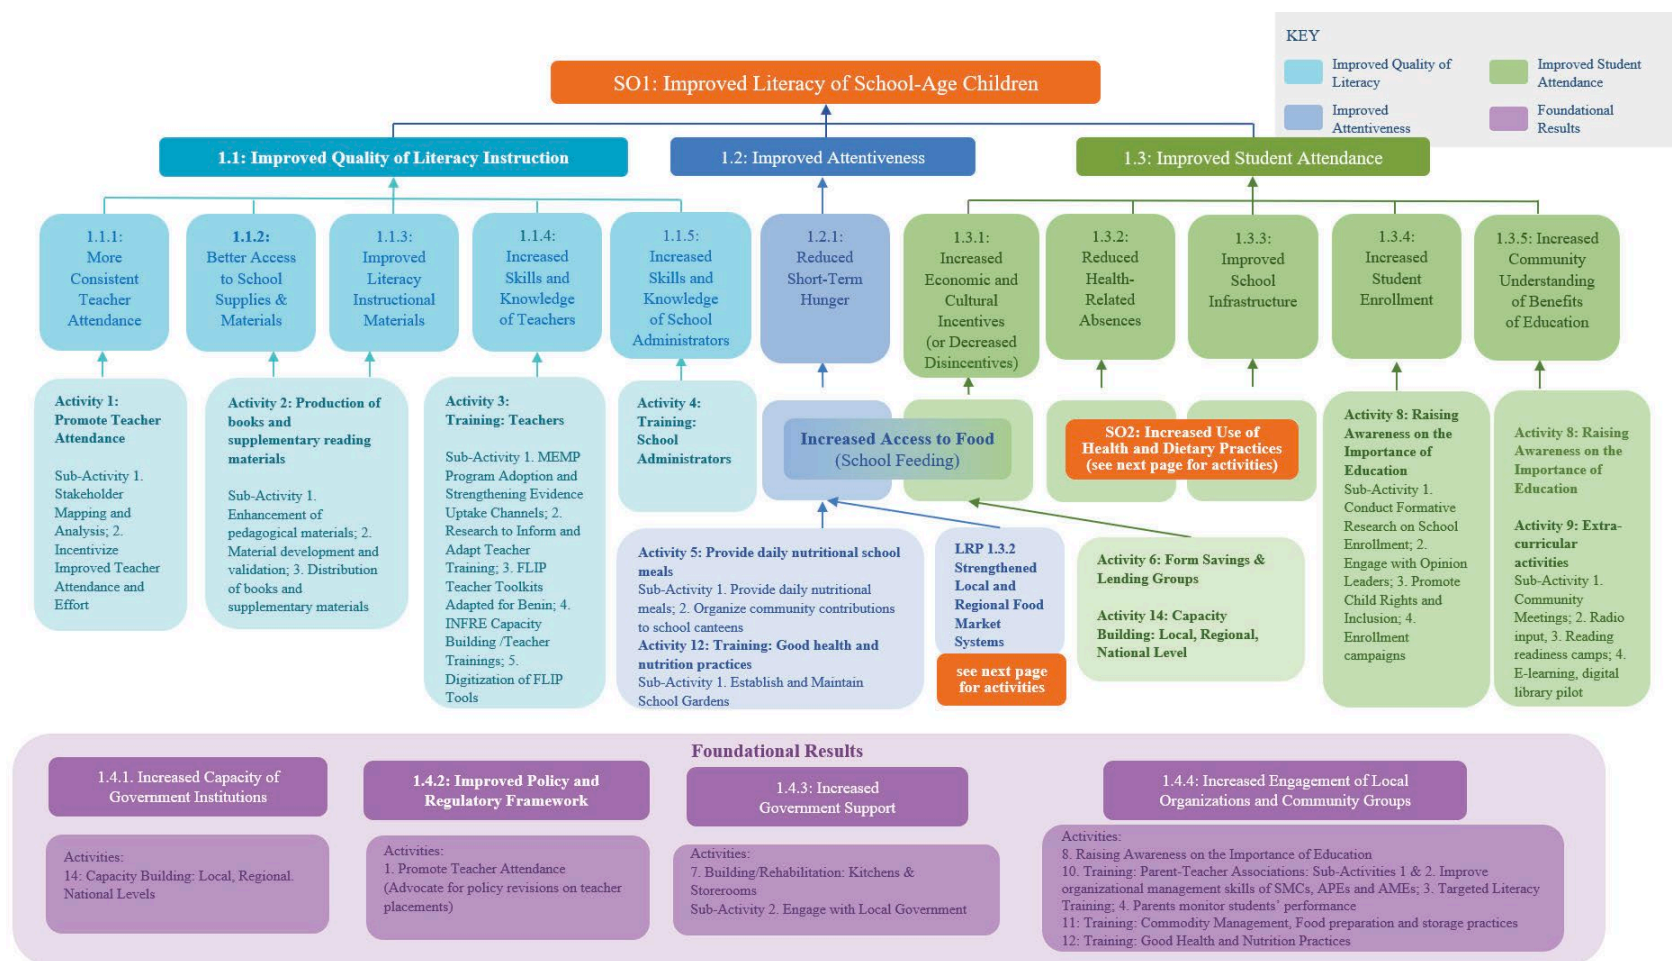 KEY
Improved Quality of
Literacy
Improved Student
Attendance
Improved
Attentiveness
Foundational
Results
SO1: Improved Literacy of School-Age Children
1.1: Improved Quality of Literacy Instruction
1.2: Improved Attentiveness
1.3: Improved Student Attendance
1.1.1:
More
Consistent
Teacher
Attendance
1.1.2:
Better Access
to School
Supplies &
Materials
1.1.3:
Improved
Literacy
Instructional
Materials
1.1.4:
Increased
Skills and
Knowledge
of Teachers
1.1.5:
Increased
Skills and
Knowledge
of School
Administrators
1.2.1:
Reduced
Short-Term
Hunger
1.3.1:
Increased
Economic and
Cultural
Incentives
(or Decreased
Disincentives)
1.3.2:
Reduced
Health-
Related
Absences
1.3.3:
Improved
School
Infrastructure
1.3.4:
Increased
Student
Enrollment
1.3.5: Increased
Community
Understanding
of Benefits
of Education
Activity 1:
Promote Teacher
Attendance
Sub-Activity 1.
Stakeholder
Mapping and
Analysis; 2.
Incentivize
Improved Teacher
Attendance and
Effort
Activity 2: Production of
books and
supplementary reading
materials
Sub-Activity 1.
Enhancement of
pedagogical materials; 2.
Material development and
validation; 3. Distribution of
books and
supplementary materials
Activity 3:
Training: Teachers
Sub-Activity 1. MEMP
Program Adoption and
Strengthening Evidence
Uptake Channels; 2.
Research to Inform and
Adapt Teacher
Training; 3. FLIP
Teacher Toolkits
Adapted for Benin; 4.
INFRE Capacity
Building /Teacher
Trainings; 5.
Digitization of FLIP
Tools
Activity 4:
Training:
School
Administrators
Increased Access to Food
(School Feeding)
SO2: Increased Use of
Health and Dietary Practices
(see next page for activities)
Activity 5: Provide daily nutritional school
meals
Sub-Activity 1. Provide daily nutritional
meals; 2. Organize community contributions
to school canteens
Activity 12: Training: Good health and
nutrition practices
Sub-Activity 1. Establish and Maintain
School Gardens
LRP 1.3.2
Strengthened
Local and
Regional Food
Market
Systems
see next page
for activities
Activity 6: Form Savings &
Lending Groups
Activity 14: Capacity
Building: Local, Regional,
National Level
Activity 8: Raising
Awareness on the
Importance of
Education
Sub-Activity 1.
Conduct Formative
Research on School
Enrollment; 2.
Engage with Opinion
Leaders; 3. Promote
Child Rights and
Inclusion; 4.
Enrollment
campaigns
Activity 8: Raising
Awareness on the
Importance of
Education
Activity 9: Extra-
curricular
activities
Sub-Activity 1.
Community
Meetings; 2. Radio
input, 3. Reading
readiness camps; 4.
E-learning, digital
library pilot
Foundational Results
1.4.1. Increased Capacity of
Government Institutions
Activities:
14: Capacity Building: Local, Regional.
National Levels
1.4.2: Improved Policy and
Regulatory Framework
Activities:
1. Promote Teacher Attendance
(Advocate for policy revisions on teacher
placements)
1.4.3: Increased
Government Support
Activities:
7. Building/Rehabilitation: Kitchens &
Storerooms
Sub-Activity 2. Engage with Local Government
1.4.4: Increased Engagement of Local
Organizations and Community Groups
Activities:
8. Raising Awareness on the Importance of Education
10. Training: Parent-Teacher Associations: Sub-Activities 1 & 2. Improve
organizational management skills of SMCs, APEs and AMEs; 3. Targeted Literacy
Training; 4. Parents monitor students' performance
11: Training: Commodity Management, Food preparation and storage practices
12: Training: Good Health and Nutrition Practices